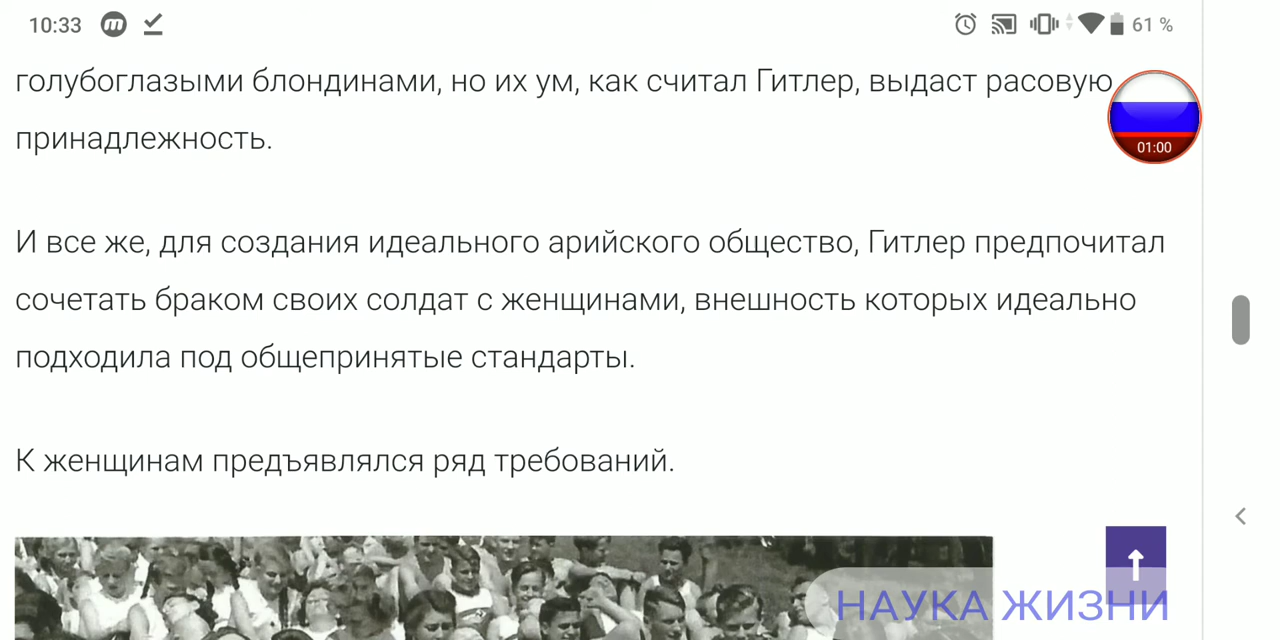 10:33
61 %
голубоглазыми блондинами, но их ум, как считал Гитлер, выдаст расовую
принадлежность.
01:00
И все же, для создания идеального арийского общество, Гитлер предпочитал
сочетать браком своих солдат с женщинами, внешность которых идеально
подходила под общепринятые стандарты.
К женщинам предъявлялся ряд требований.
НАУКА ЖИЗНИ